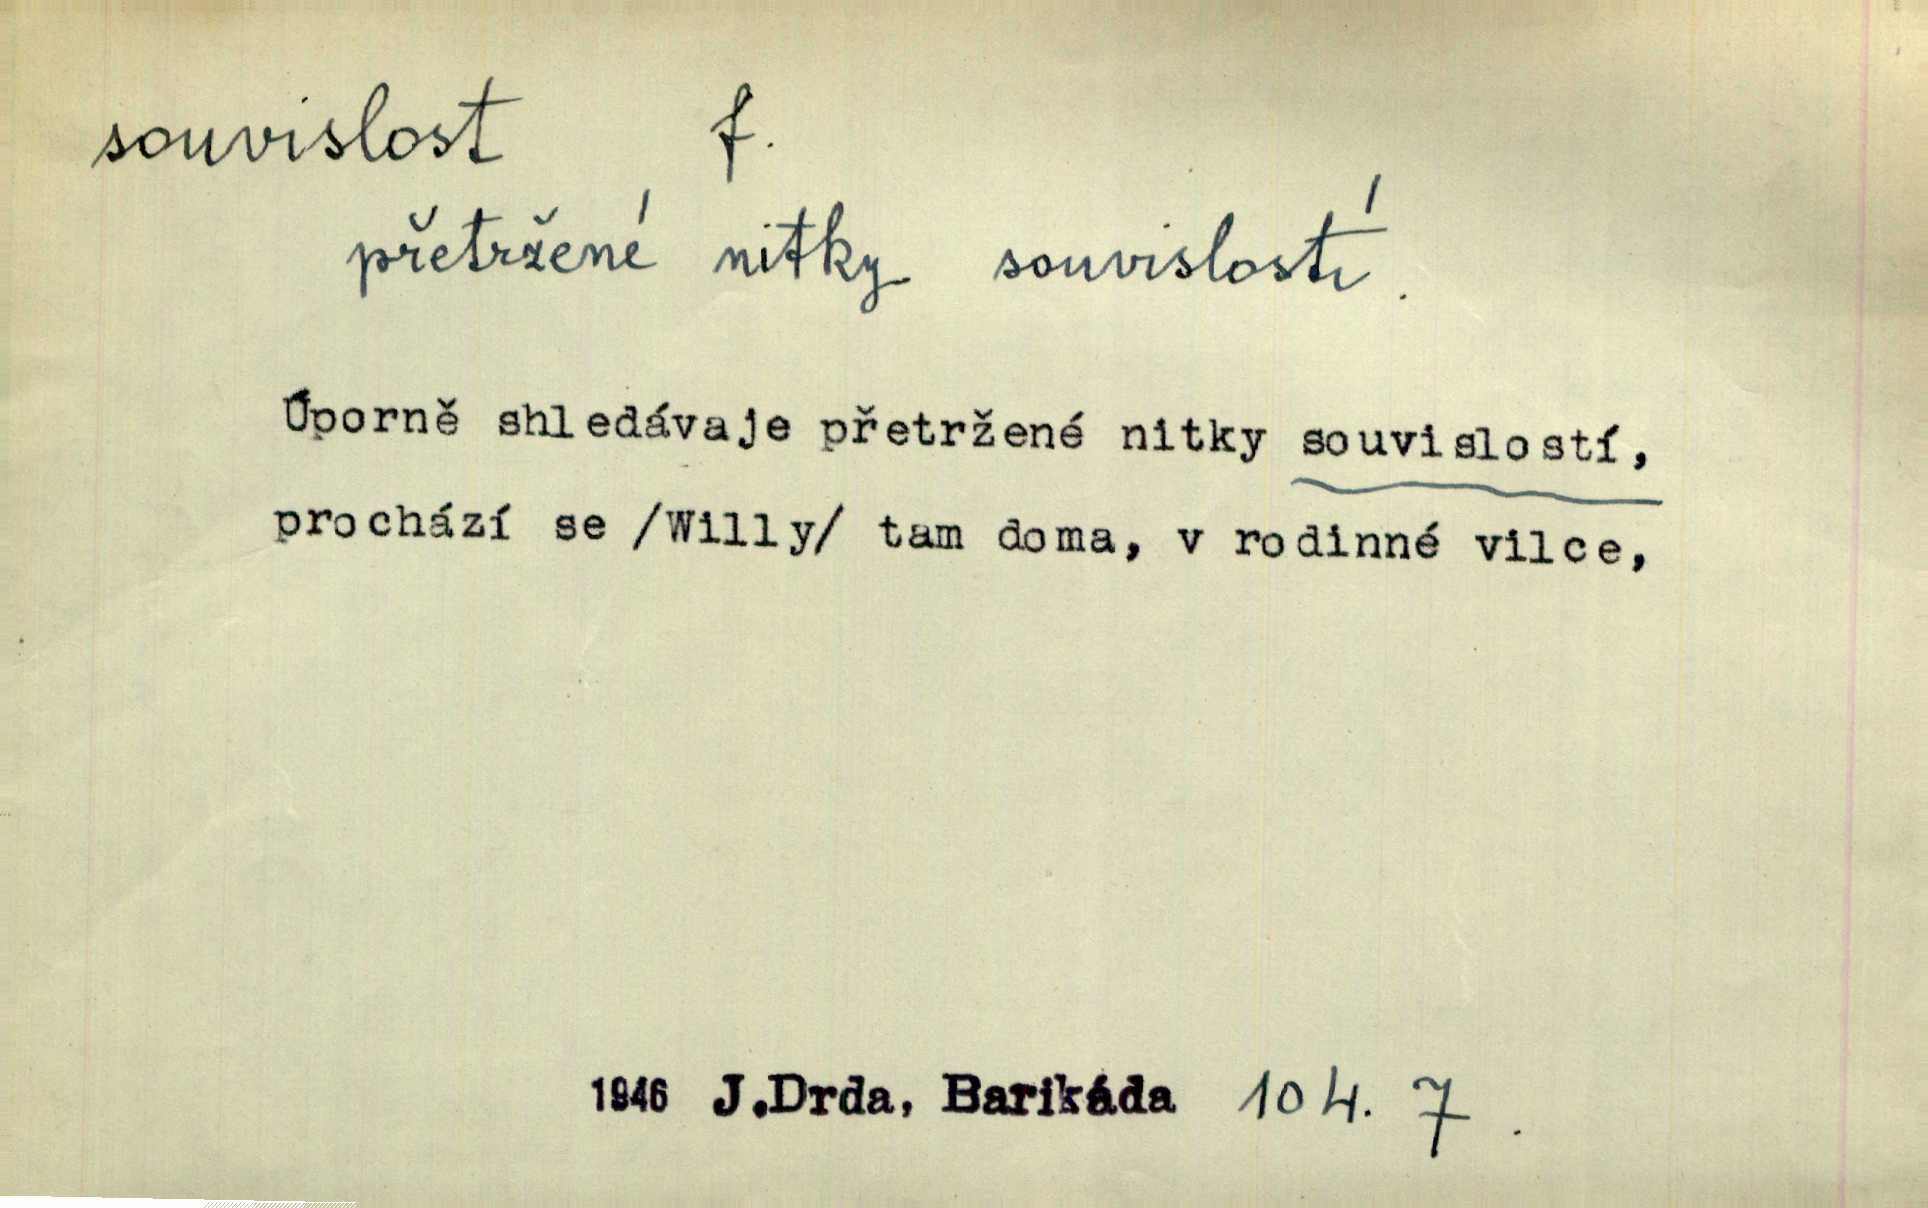 souvislost f.
přetržené nitky souvislostí.
Úporně shledávaje přetržené nitky souvislostí,
prochází se /Willy/ tam doma, v rodinné vilce,
1946 J.Drda, Barikáda 104. 7.